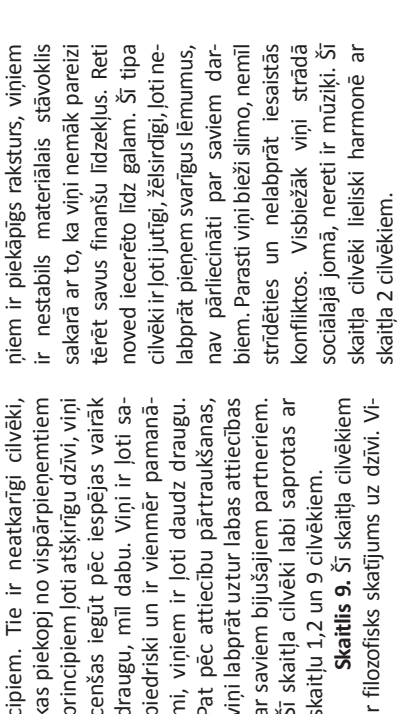 cipiem. Tie ir neatkarīgi cilvēki,
kas piekopj no vispārpieņemtiem
principiem ļoti atšķirīgu dzīvi, viņi
cenšas iegūt pēc iespējas vairāk
draugu, mīl dabu. Viņi ir ļoti sa-
biedriski un ir vienmēr pamanā-
mi, viņiem ir ļoti daudz draugu.
Pat pēc attiecību pārtraukšanas,
viņi labprāt uztur labas attiecības
ar saviem bijušajiem partneriem.
Šī skaitļa cilvēki labi saprotas ar
skaitļu 1,2 un 9 cilvēkiem.
Skaitlis 9. Šī skaitļa cilvēkiem
ir filozofisks skatījums uz dzīvi. Vi-
ņiem ir piekāpīgs raksturs, viņiem
ir nestabils materiālais stāvoklis
sakarā ar to, ka viņi nemāk pareizi
tērēt savus finanšu līdzekļus. Reti
noved iecerēto līdz galam. Šī tipa
cilvēki ir ļoti jutīgi, žēlsirdīgi, ļoti ne-
labprāt pieņem svarīgus lēmumus,
nav pārliecināti par saviem dar-
biem. Parasti viņi bieži slimo, nemīl
strīdēties un nelabprāt iesaistās
konfliktos. Visbiežāk viņi strādā
sociālajā jomā, nereti ir mūziķi. Šī
skaitļa cilvēki lieliski harmonē ar
skaitļa 2 cilvēkiem.